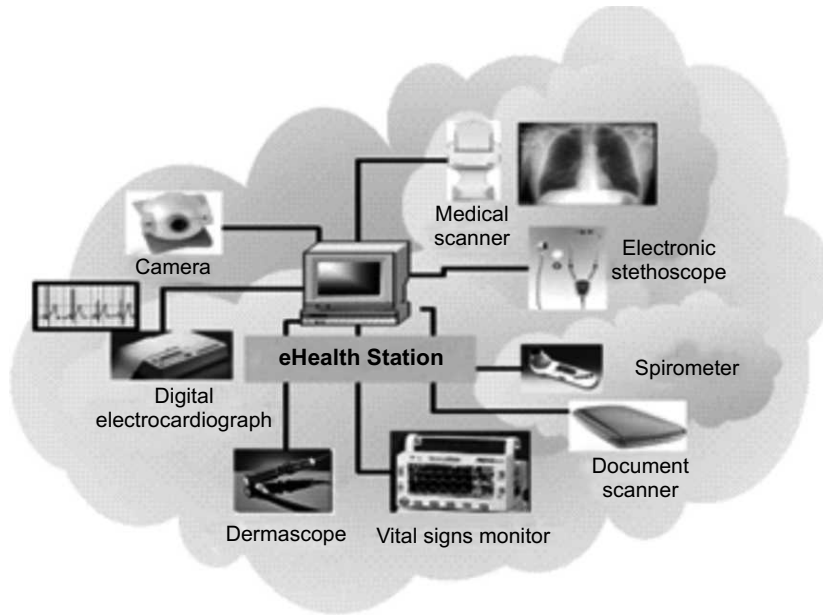 Medical
scanner
Electronic
stethoscope
Camera
eHealth Station
Spirometer
Digital
electrocardiograph
Document
scanner
Dermascope
Vital signs monitor